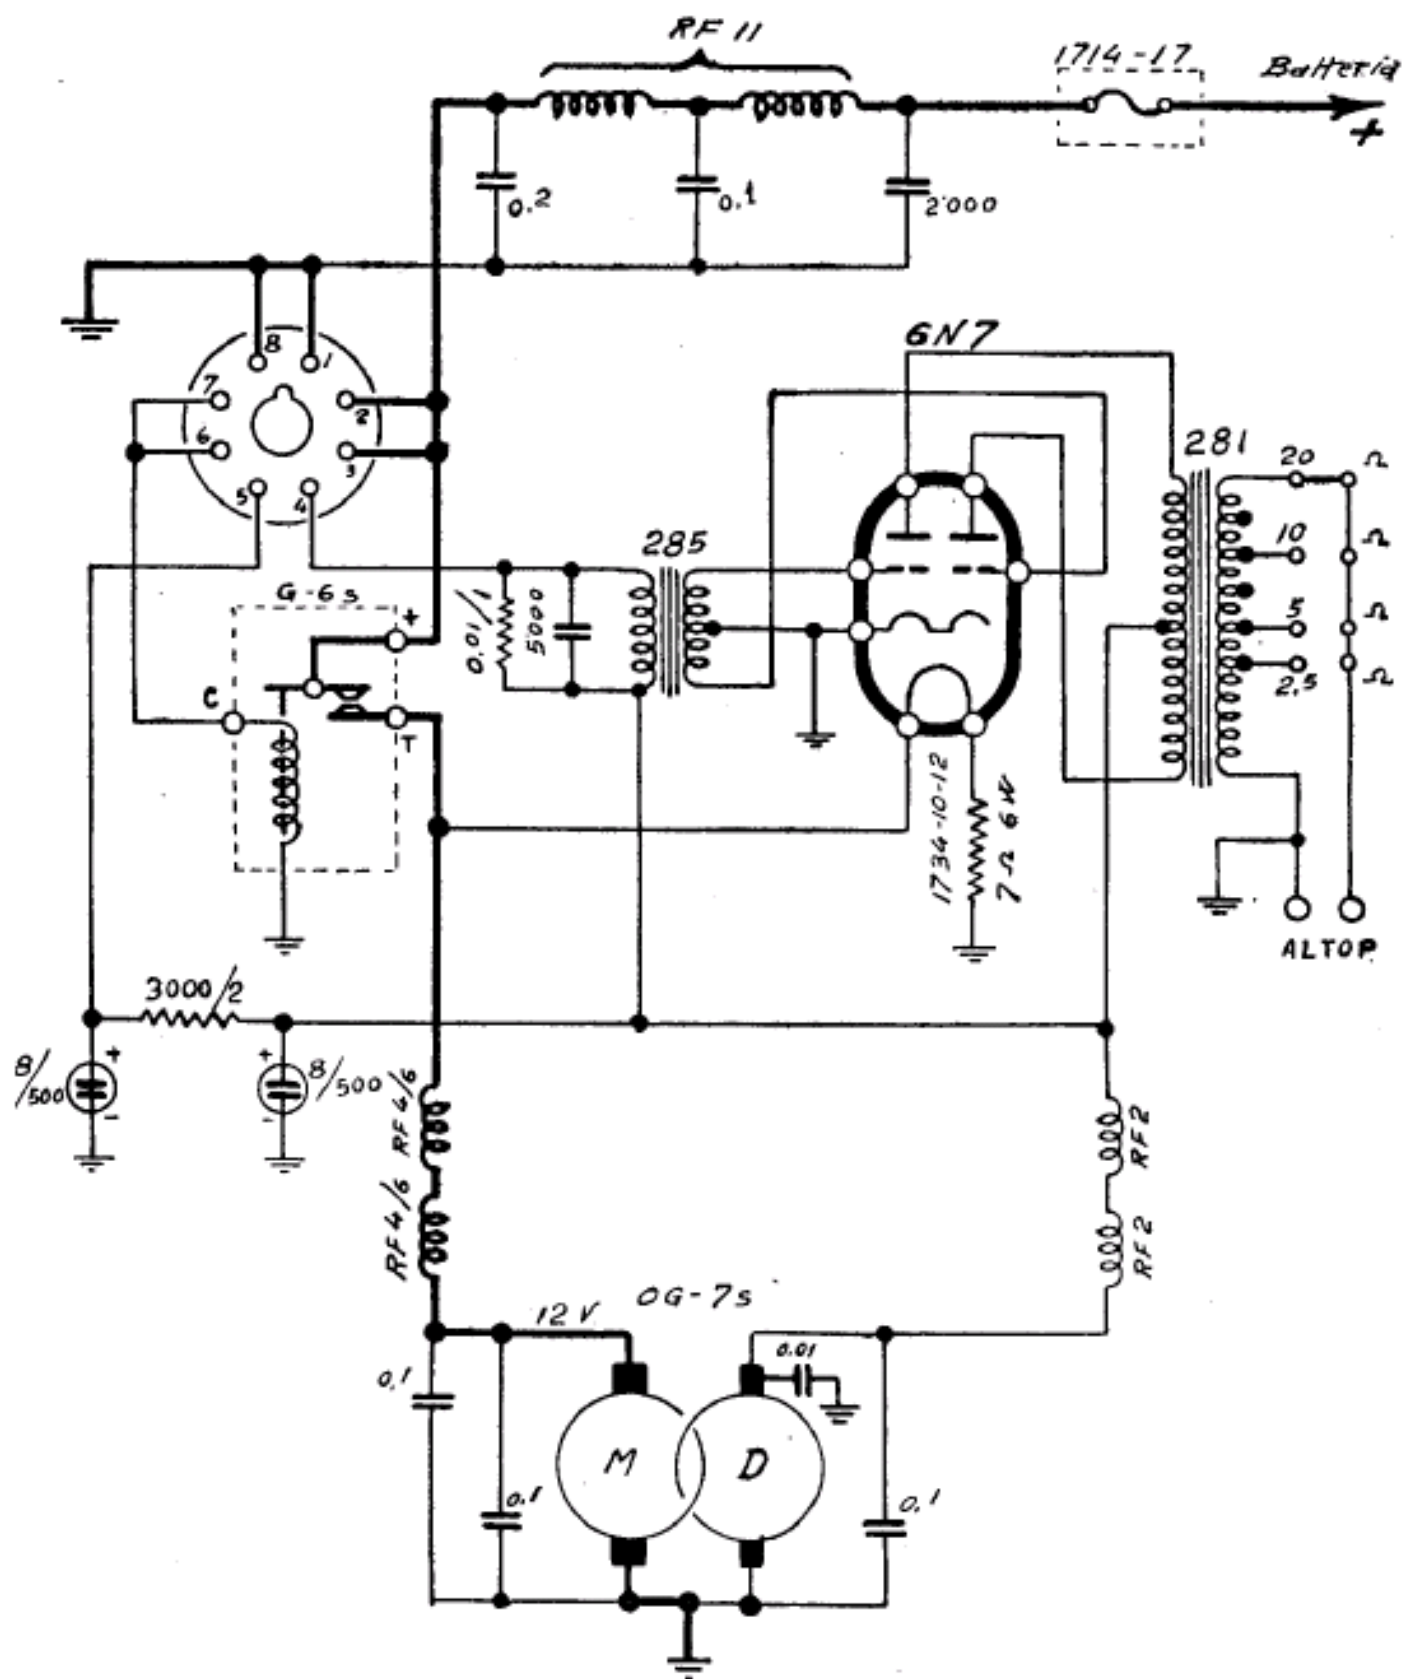 RF 11
1714-17
Batteria
+
0.2
0.1
2000
8
1
7
2
6
3
5
4
6N7
281
20
Ω
10
Ω
5
Ω
2,5
Ω
285
0.01/1
5000
G-6s
+
C
T
1734-10-12
7Ω 6W
ALTOP.
3000/2
8/500
+
-
+
-
8/500
RF 4/6
RF 4/6
RF 2
RF 2
OG-7s
12 V
0,1
0.01
M
D
0.1
0.1